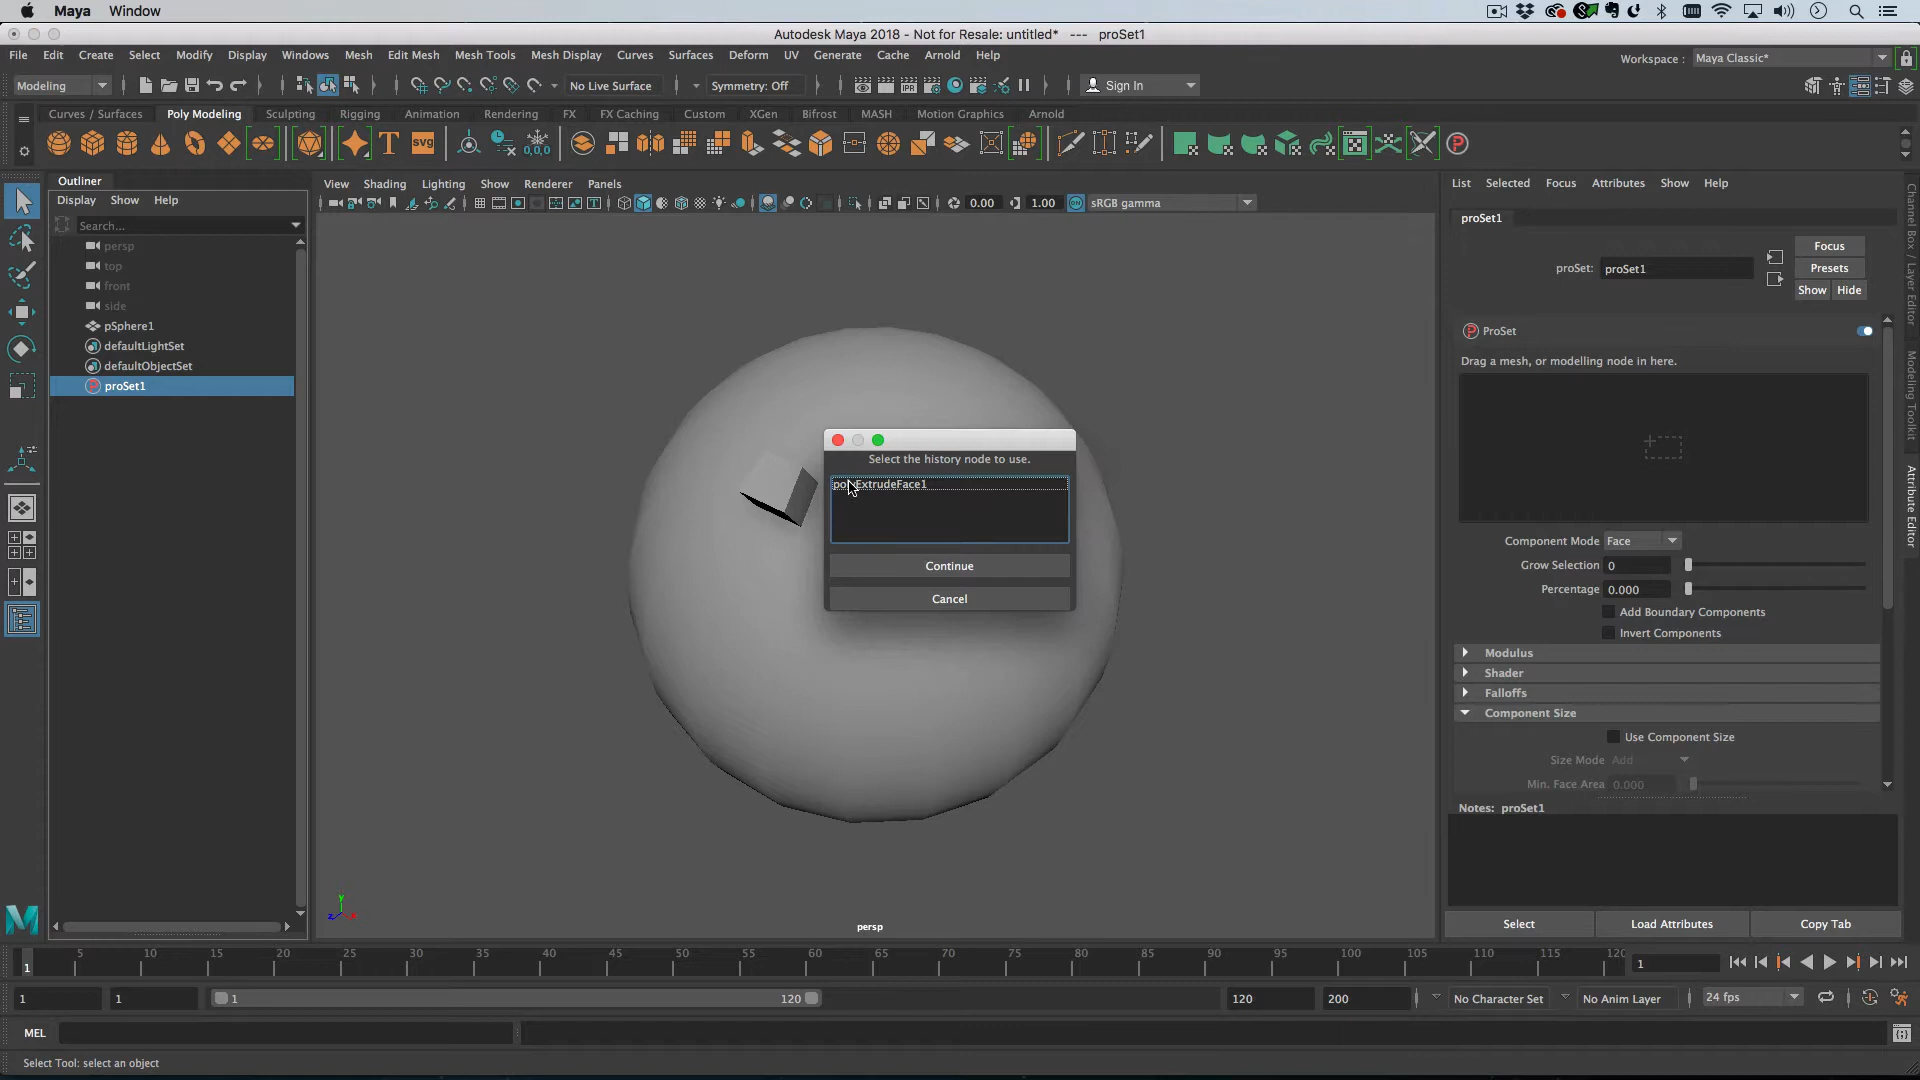 Maya Window
Autodesk Maya 2018 - Not for Resale: untitled* --- proSet1
File Edit Create Select Modify Display Windows Mesh Edit Mesh Mesh Tools Mesh Display Curves Surfaces Deform UV Generate Cache Arnold Help
Workspace : Maya Classic*
Modeling No Live Surface Symmetry: Off Sign In
Curves / Surfaces Poly Modeling Sculpting Rigging Animation Rendering FX FX Caching Custom XGen Bifrost MASH Motion Graphics Arnold
Outliner
Display Show Help
Search...
persp
top
front
side
pSphere1
defaultLightSet
defaultObjectSet
proSet1
View Shading Lighting Show Renderer Panels
0.00 1.00 sRGB gamma
Select the history node to use.
Continue
Cancel
persp
List Selected Focus Attributes Show Help
proSet1
Focus
proSet: proSet1
Presets
Show Hide
ProSet
Drag a mesh, or modelling node in here.
Component Mode Face
Grow Selection 0
Percentage 0.000
Add Boundary Components
Invert Components
Modulus
Shader
Falloffs
Component Size
Use Component Size
Size Mode Add
Min. Face Area 0.000
Notes: proSet1
Select Load Attributes Copy Tab
Channel Box / Layer Editor
Modeling Toolkit
Attribute Editor
5 10 15 20 25 30 35 40 45 50 55 60 65 70 75 80 85 90 95 100 105 110 115
1 1
1 1 1 120 120 200 No Character Set No Anim Layer 24 fps
MEL
Select Tool: select an object